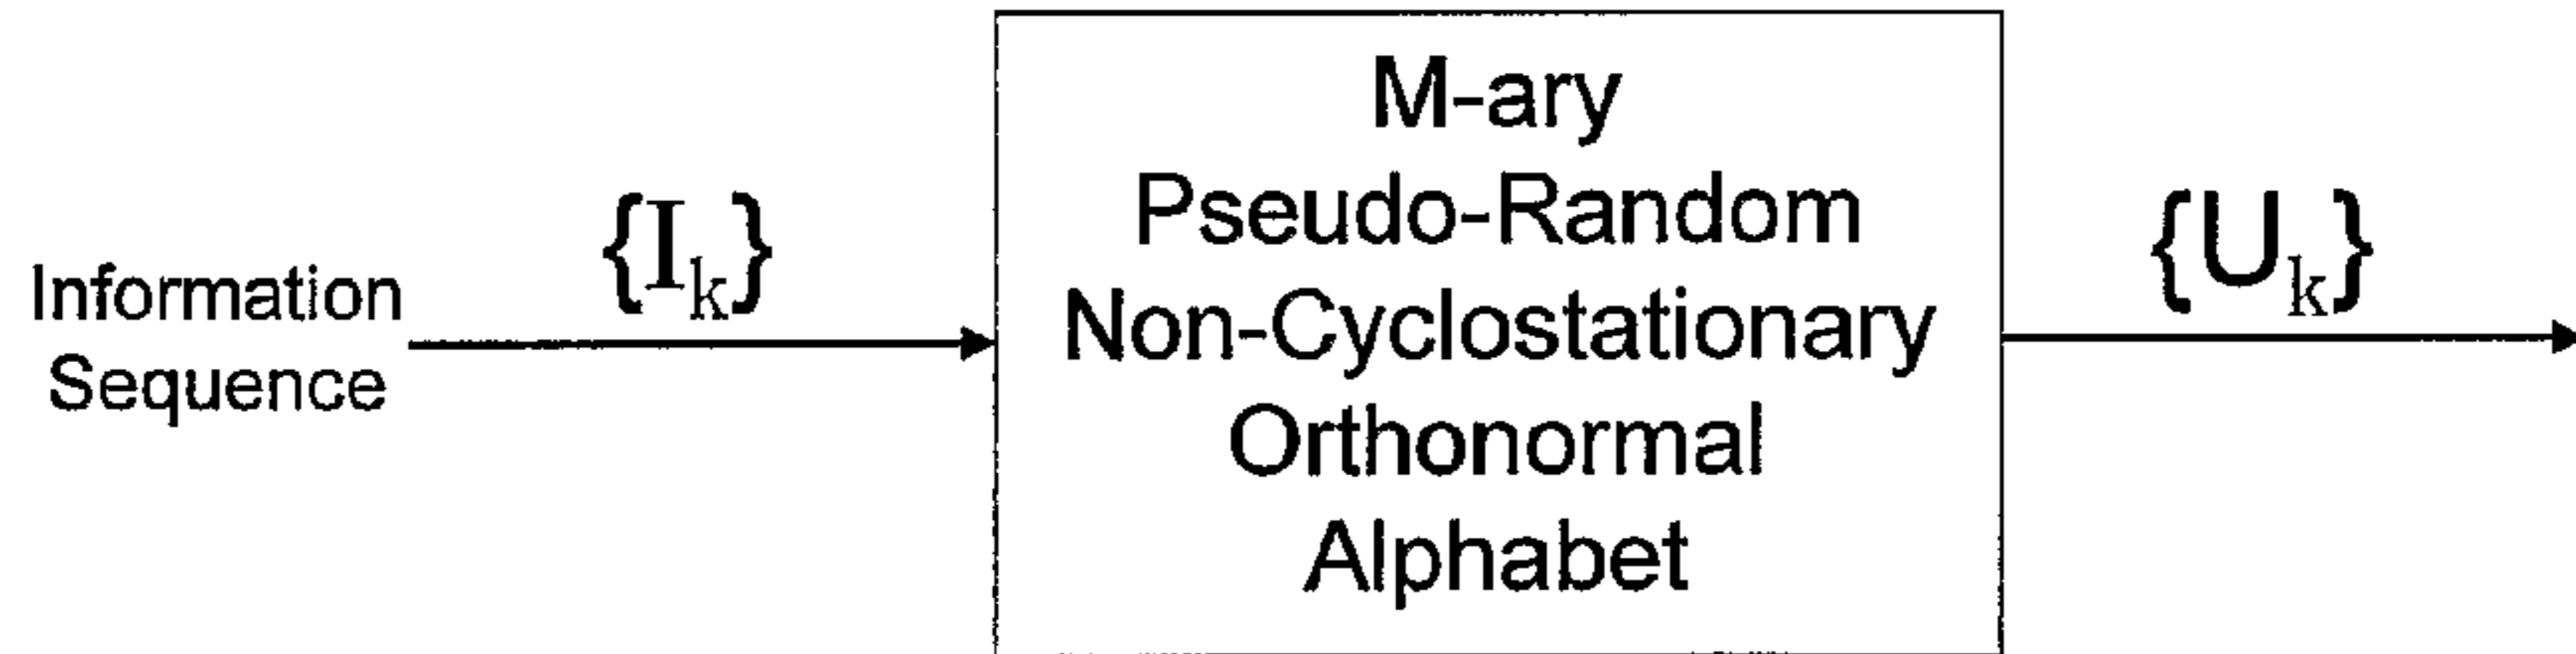 Information
Sequence
{I_k}
M-ary
Pseudo-Random
Non-Cyclostationary
Orthonormal
Alphabet
{U_k}